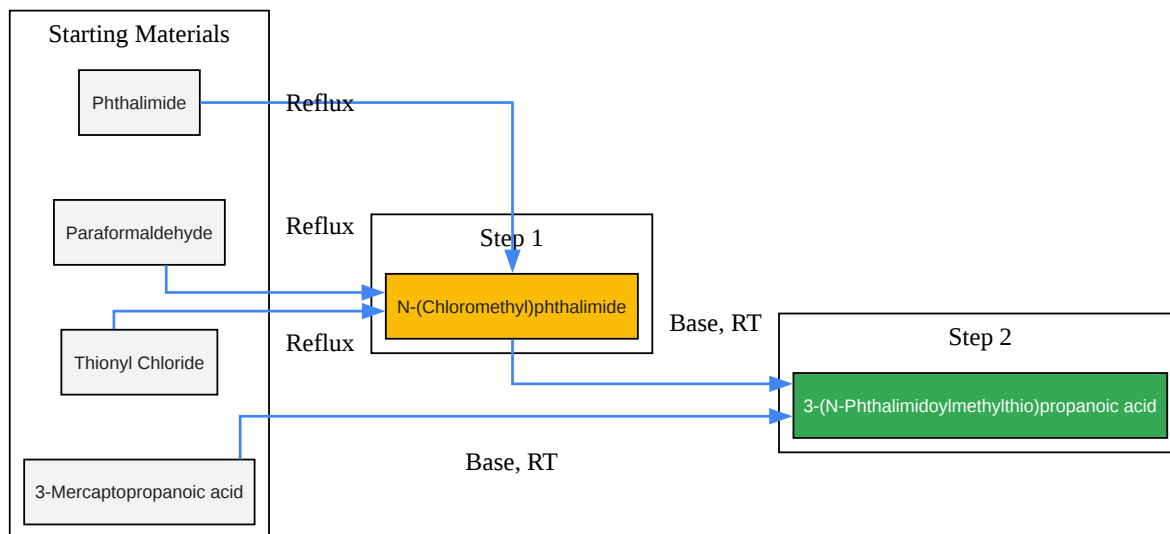 Starting Materials
Phthalimide
Reflux
Paraformaldehyde
Reflux
Step 1
N-(Chloromethyl)phthalimide
Thionyl Chloride
Reflux
Base, RT
Step 2
3-(N-Phthalimidoylmethylthio)propanoic acid
3-Mercaptopropanoic acid
Base, RT